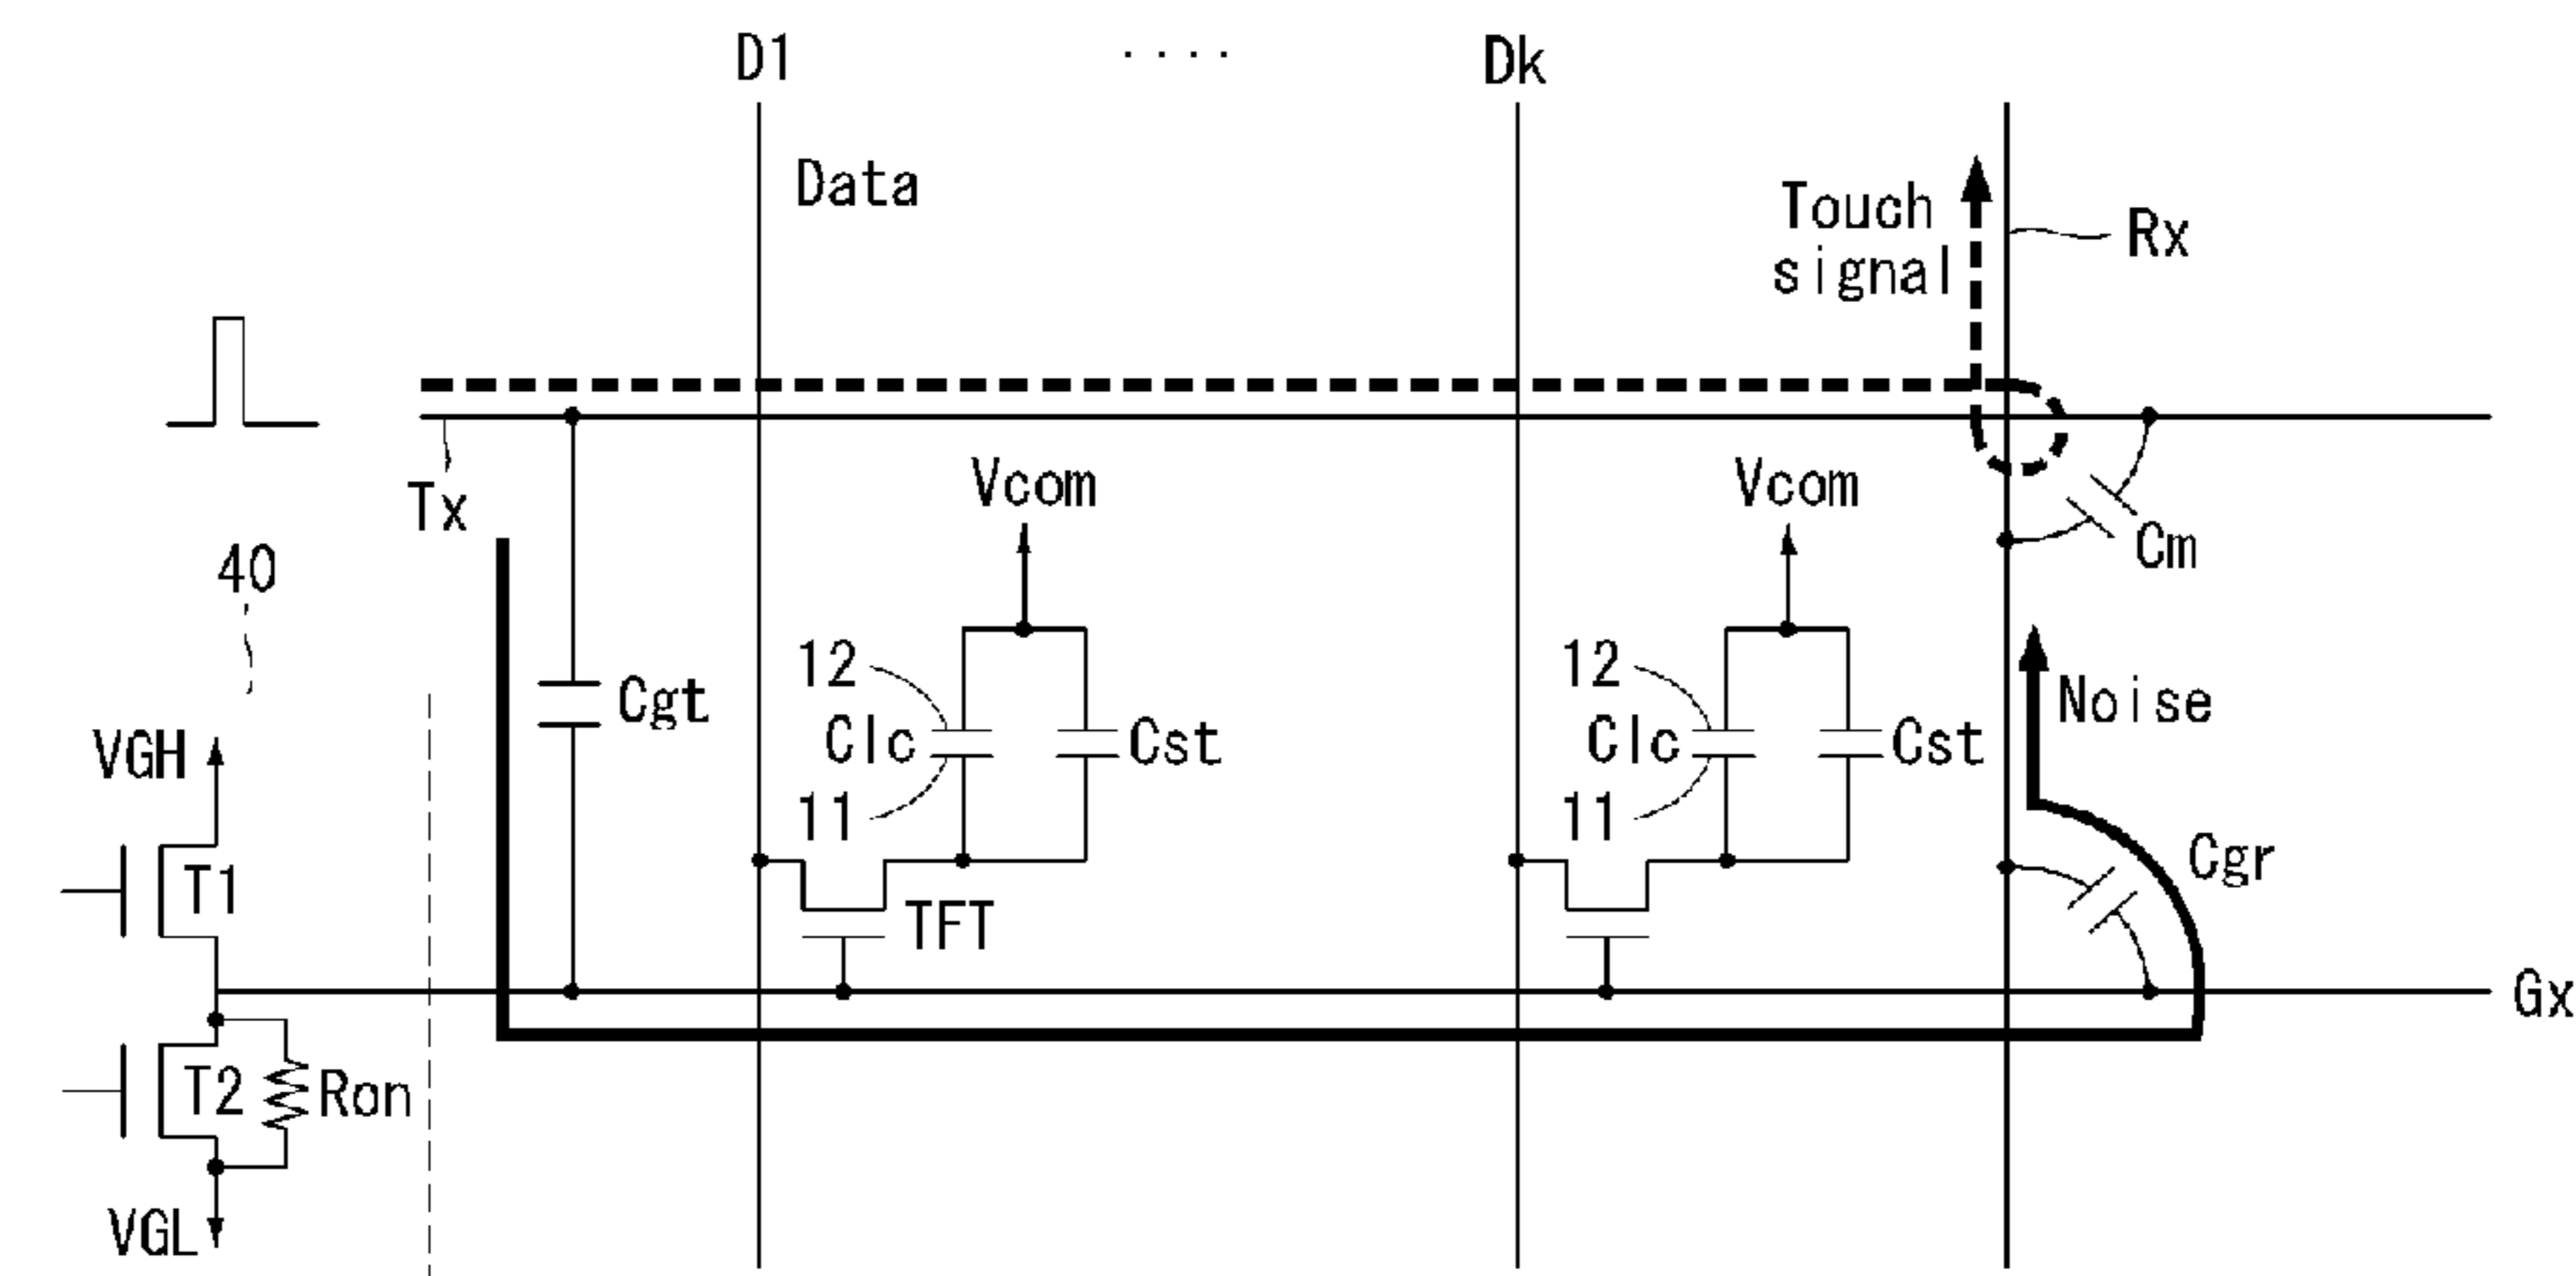 D1 .... Dk
Data
Touch
signal
Rx
Tx
Vcom
Vcom
Cm
40
12
12
Cgt
Noise
Clc
Cst
Clc
Cst
VGH
11
11
Cgr
T1
TFT
Gx
T2
Ron
VGL